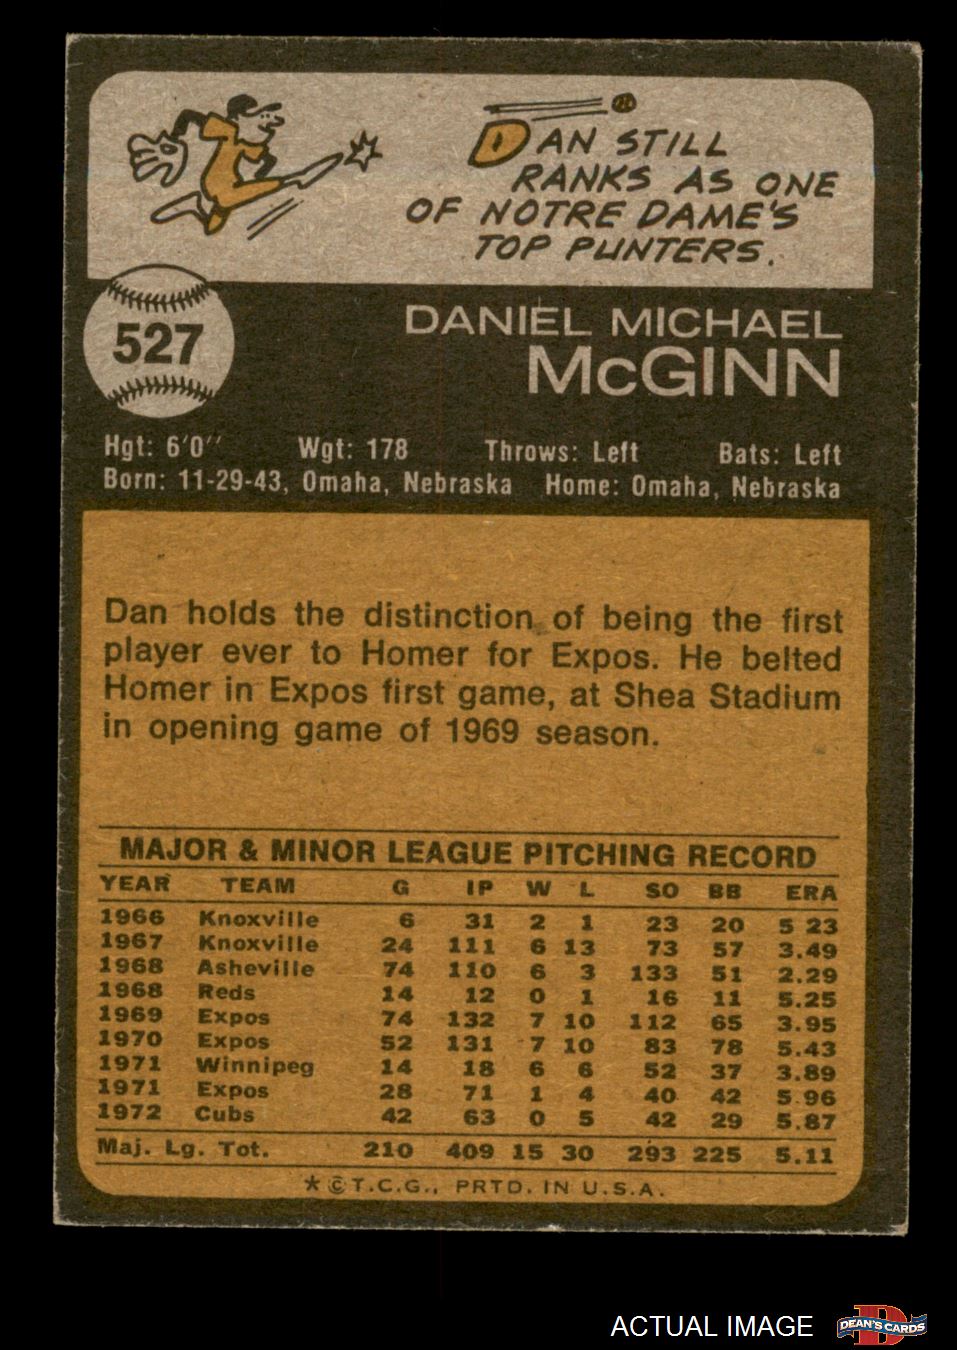 DAN STILL
RANKS AS ONE
OF NOTRE DAME'S
TOP PUNTERS.
527
DANIEL MICHAEL
McGINN
Hgt: 6'0" Wgt: 178 Throws: Left Bats: Left
Born: 11-29-43, Omaha, Nebraska Home: Omaha, Nebraska
Dan holds the distinction of being the first
player ever to Homer for Expos. He belted
Homer in Expos first game, at Shea Stadium
in opening game of 1969 season.
MAJOR & MINOR LEAGUE PITCHING RECORD
YEAR TEAM G IP W L SO BB ERA
1966 Knoxville 6 31 2 1 23 20 5 23
1967 Knoxville 24 111 6 13 73 57 3.49
1968 Asheville 74 110 6 3 133 51 2.29
1968 Reds 14 12 0 1 16 11 5.25
1969 Expos 74 132 7 10 112 65 3.95
1970 Expos 52 131 7 10 83 78 5.43
1971 Winnipeg 14 18 6 6 52 37 3.89
1971 Expos 28 71 1 4 40 42 5.96
1972 Cubs 42 63 0 5 42 29 5.87
Maj. Lg. Tot. 210 409 15 30 293 225 5.11
*©T.C.G., PRTD. IN U.S.A.
ACTUAL IMAGE
D
DEAN'S CARDS